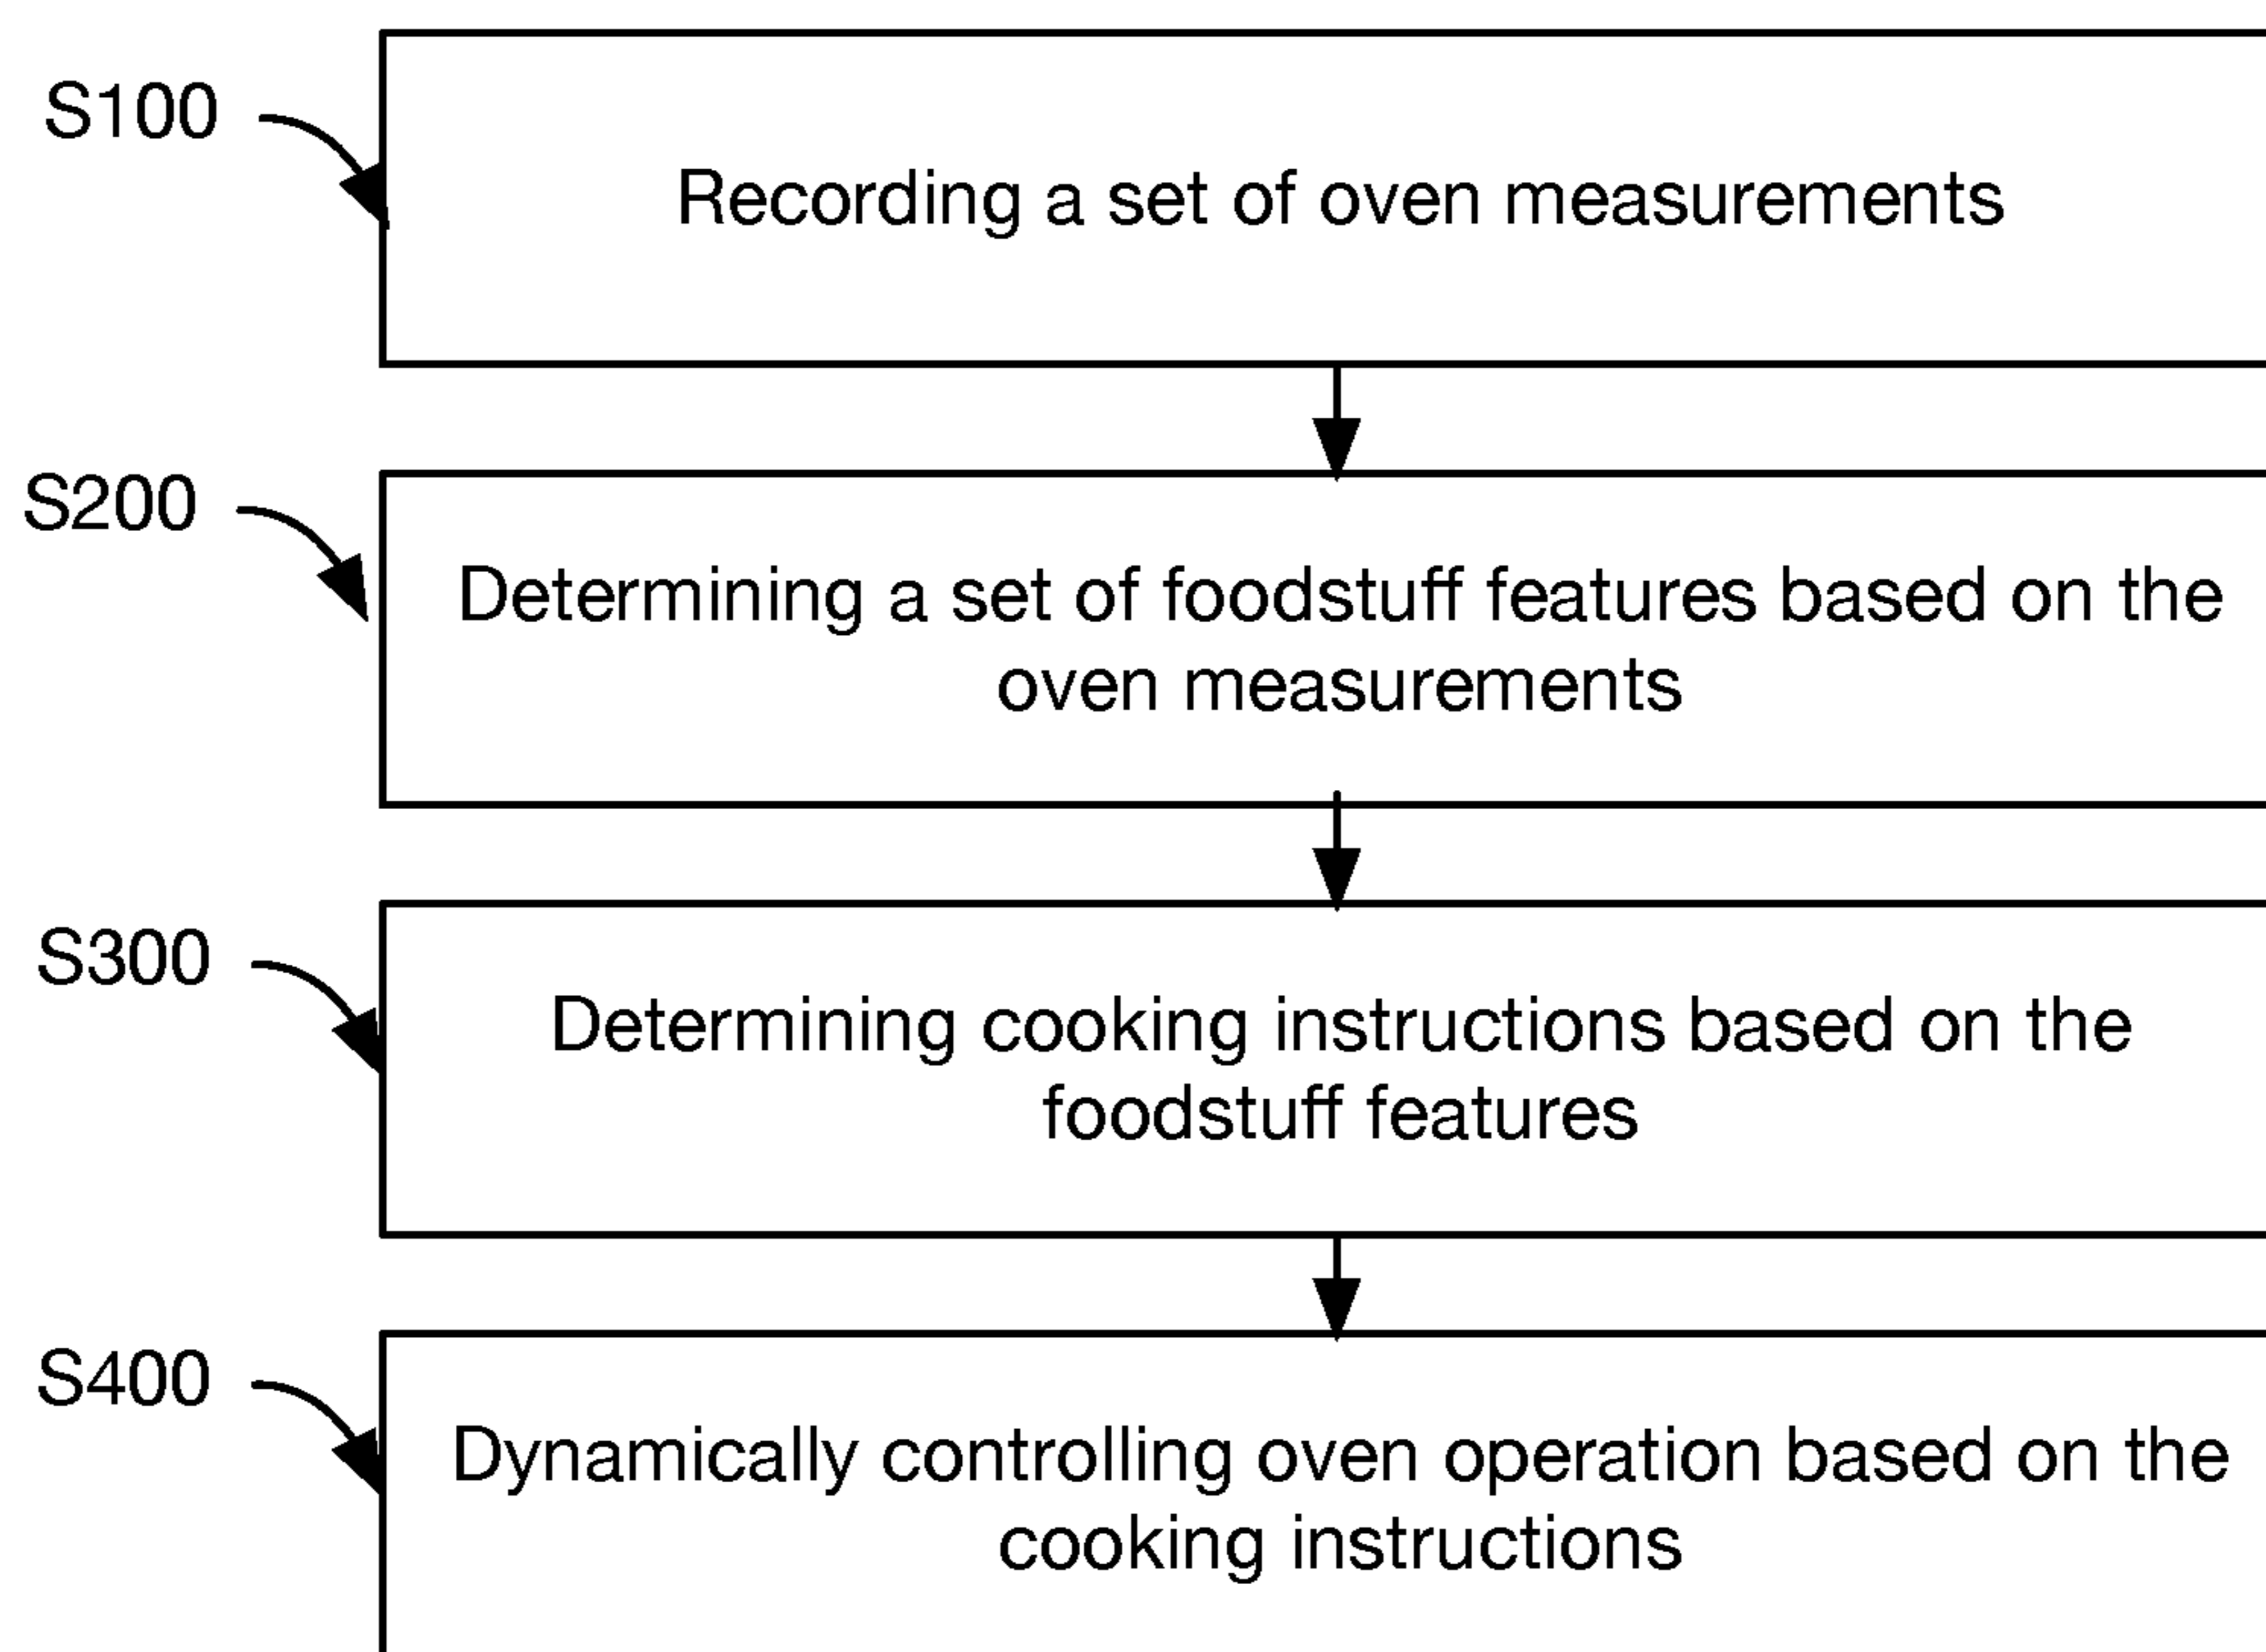 S100
Recording a set of oven measurements
S200
Determining a set of foodstuff features based on the
oven measurements
S300
Determining cooking instructions based on the
foodstuff features
S400
Dynamically controlling oven operation based on the
cooking instructions